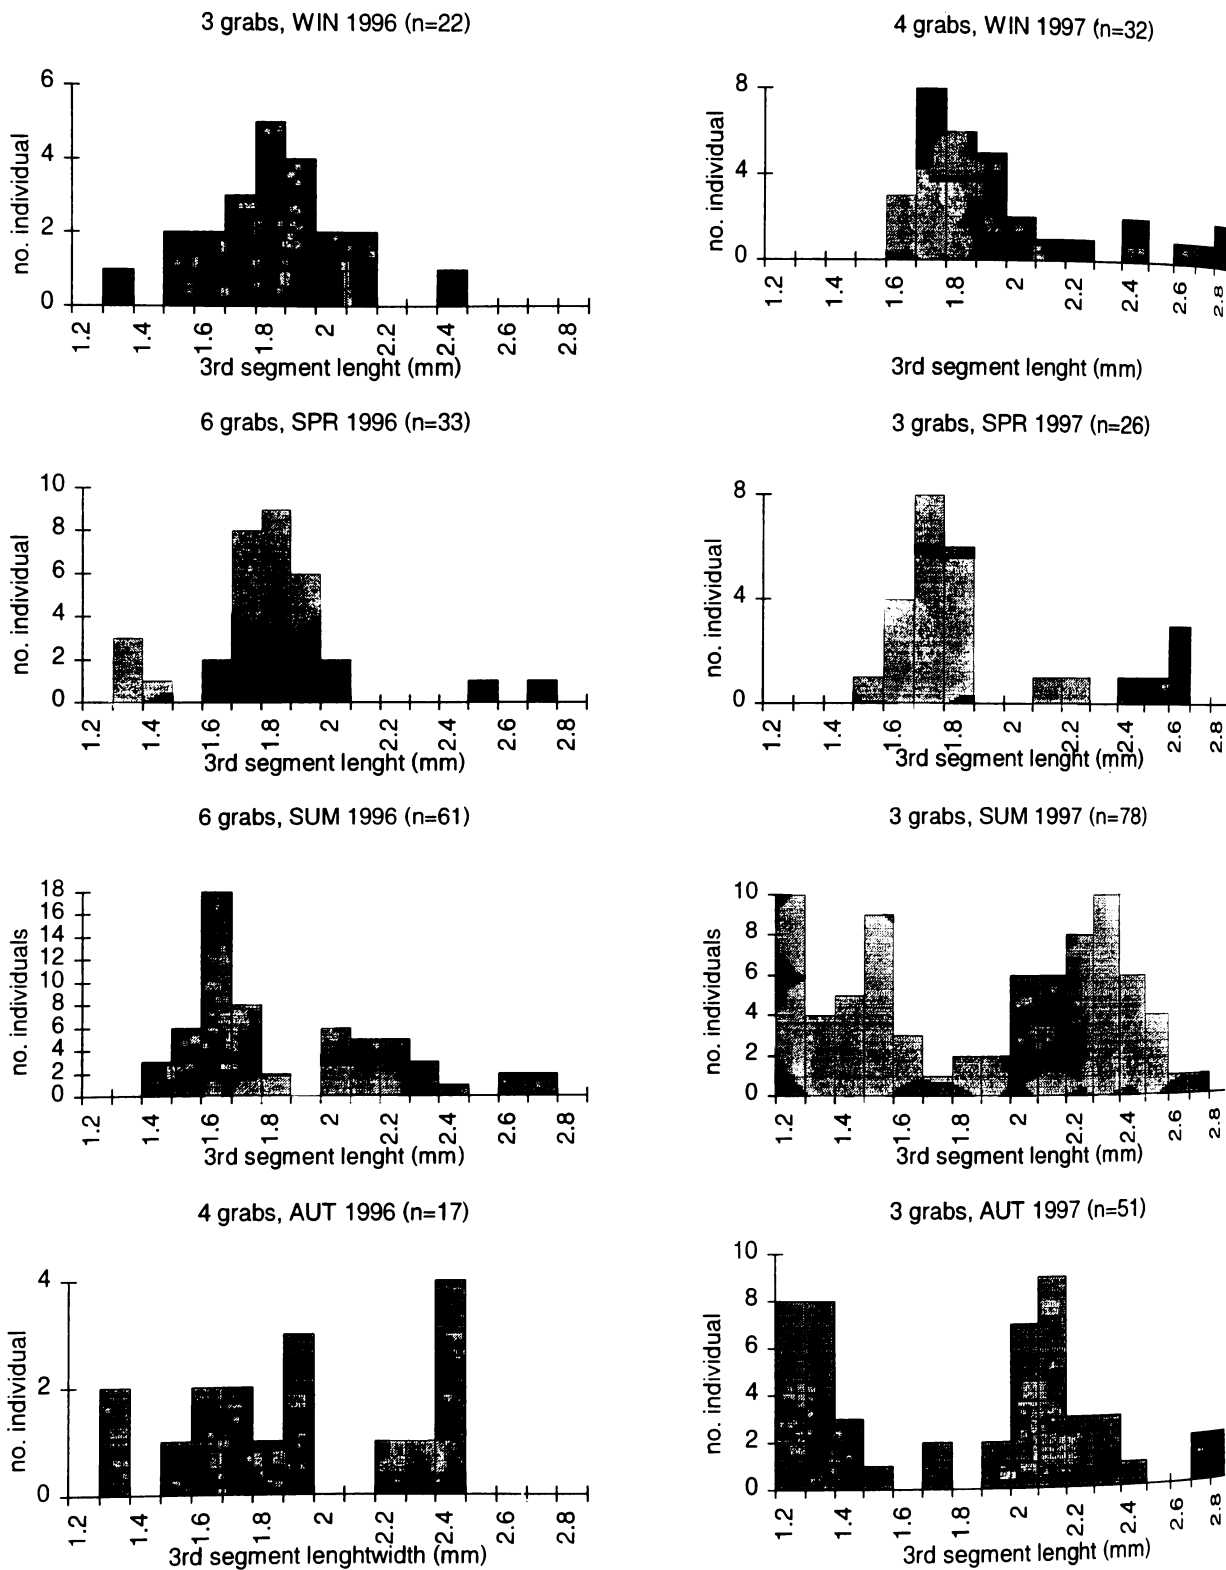 3 grabs, WIN 1996 (n=22)
no. individual
6
4
2
0
1.2 1.4 1.6 1.8 2 2.2 2.4 2.6 2.8
3rd segment lenght (mm)
4 grabs, WIN 1997 (n=32)
no. individual
8
4
0
1.2 1.4 1.6 1.8 2 2.2 2.4 2.6 2.8
3rd segment lenght (mm)
6 grabs, SPR 1996 (n=33)
no. individual
10
8
6
4
2
0
1.2 1.4 1.6 1.8 2 2.2 2.4 2.6 2.8
3rd segment lenght (mm)
3 grabs, SPR 1997 (n=26)
no. individual
8
4
0
1.2 1.4 1.6 1.8 2 2.2 2.4 2.6 2.8
3rd segment lenght (mm)
6 grabs, SUM 1996 (n=61)
no. individuals
18
16
14
12
10
8
6
4
2
0
1.2 1.4 1.6 1.8 2 2.2 2.4 2.6 2.8
3rd segment lenght (mm)
3 grabs, SUM 1997 (n=78)
no. individuals
10
8
6
4
2
0
1.2 1.4 1.6 1.8 2 2.2 2.4 2.6 2.8
3rd segment lenght (mm)
4 grabs, AUT 1996 (n=17)
no. individual
4
2
0
1.2 1.4 1.6 1.8 2 2.2 2.4 2.6 2.8
3rd segment lenghtwidth (mm)
3 grabs, AUT 1997 (n=51)
no. individual
10
8
6
4
2
0
1.2 1.4 1.6 1.8 2 2.2 2.4 2.6 2.8
3rd segment lenght (mm)